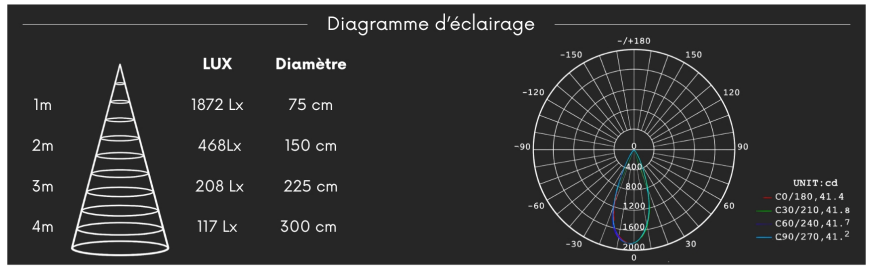 Diagramme d'éclairage
LUX Diamètre
1m 1872 Lx 75 cm
2m 468Lx 150 cm
3m 208 Lx 225 cm
4m 117 Lx 300 cm
-/+180
-150 150
-120 120
-90 0 90
400
800
-60 1200 60
1600
-30 2000 30
0
UNIT:cd
C0/180,41.4
C30/210,41.8
C60/240,41.7
C90/270,41.2